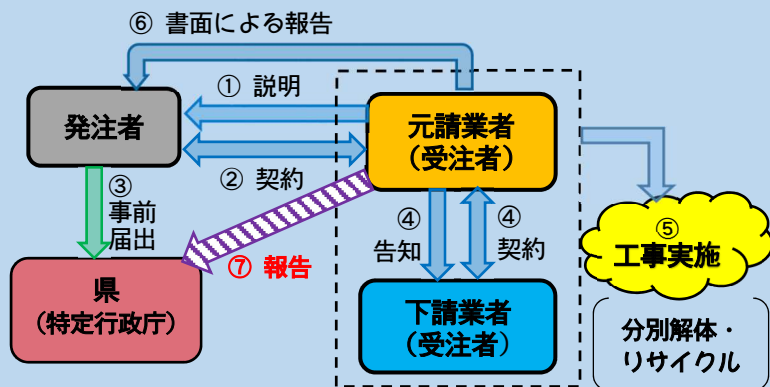 ⑥ 書面による報告
① 説明
発注者
元請業者
（受注者）
② 契約
③
事前
届出
④
告知
④
契約
⑤
工事実施
⑦ 報告
県
（特定行政庁）
下請業者
（受注者）
分別解体・
リサイクル